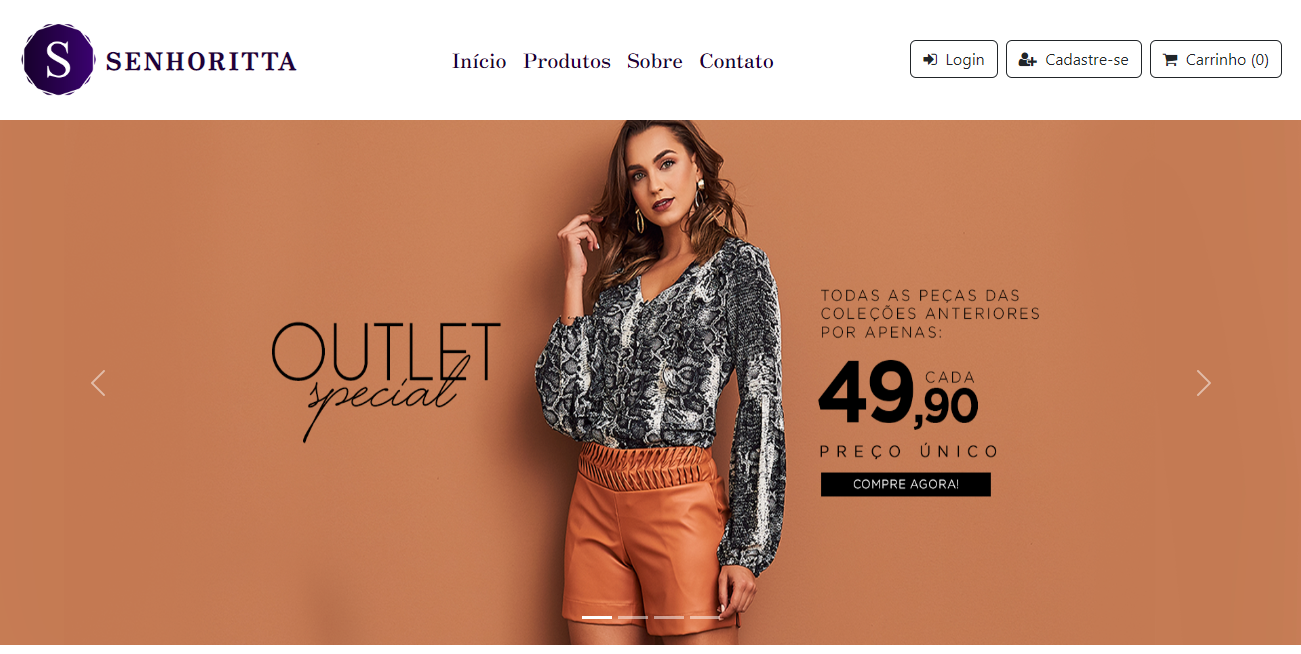 S SENHORITTA
Início Produtos Sobre Contato
Login Cadastre-se Carrinho (0)
OUTLET
special
TODAS AS PEÇAS DAS
COLEÇÕES ANTERIORES
POR APENAS:
49,90 CADA
PREÇO ÚNICO
COMPRE AGORA!